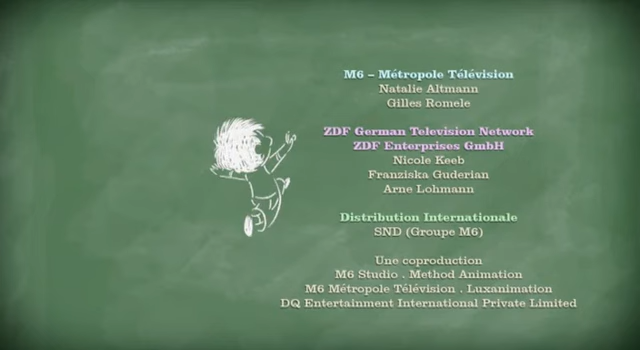 M6 – Métropole Télévision
Natalie Altmann
Gilles Romele
ZDF German Television Network
ZDF Enterprises GmbH
Nicole Keeb
Franziska Guderian
Arne Lohmann
Distribution Internationale
SND (Groupe M6)
Une coproduction
M6 Studio . Method Animation
M6 Métropole Télévision . Luxanimation
DQ Entertainment International Private Limited